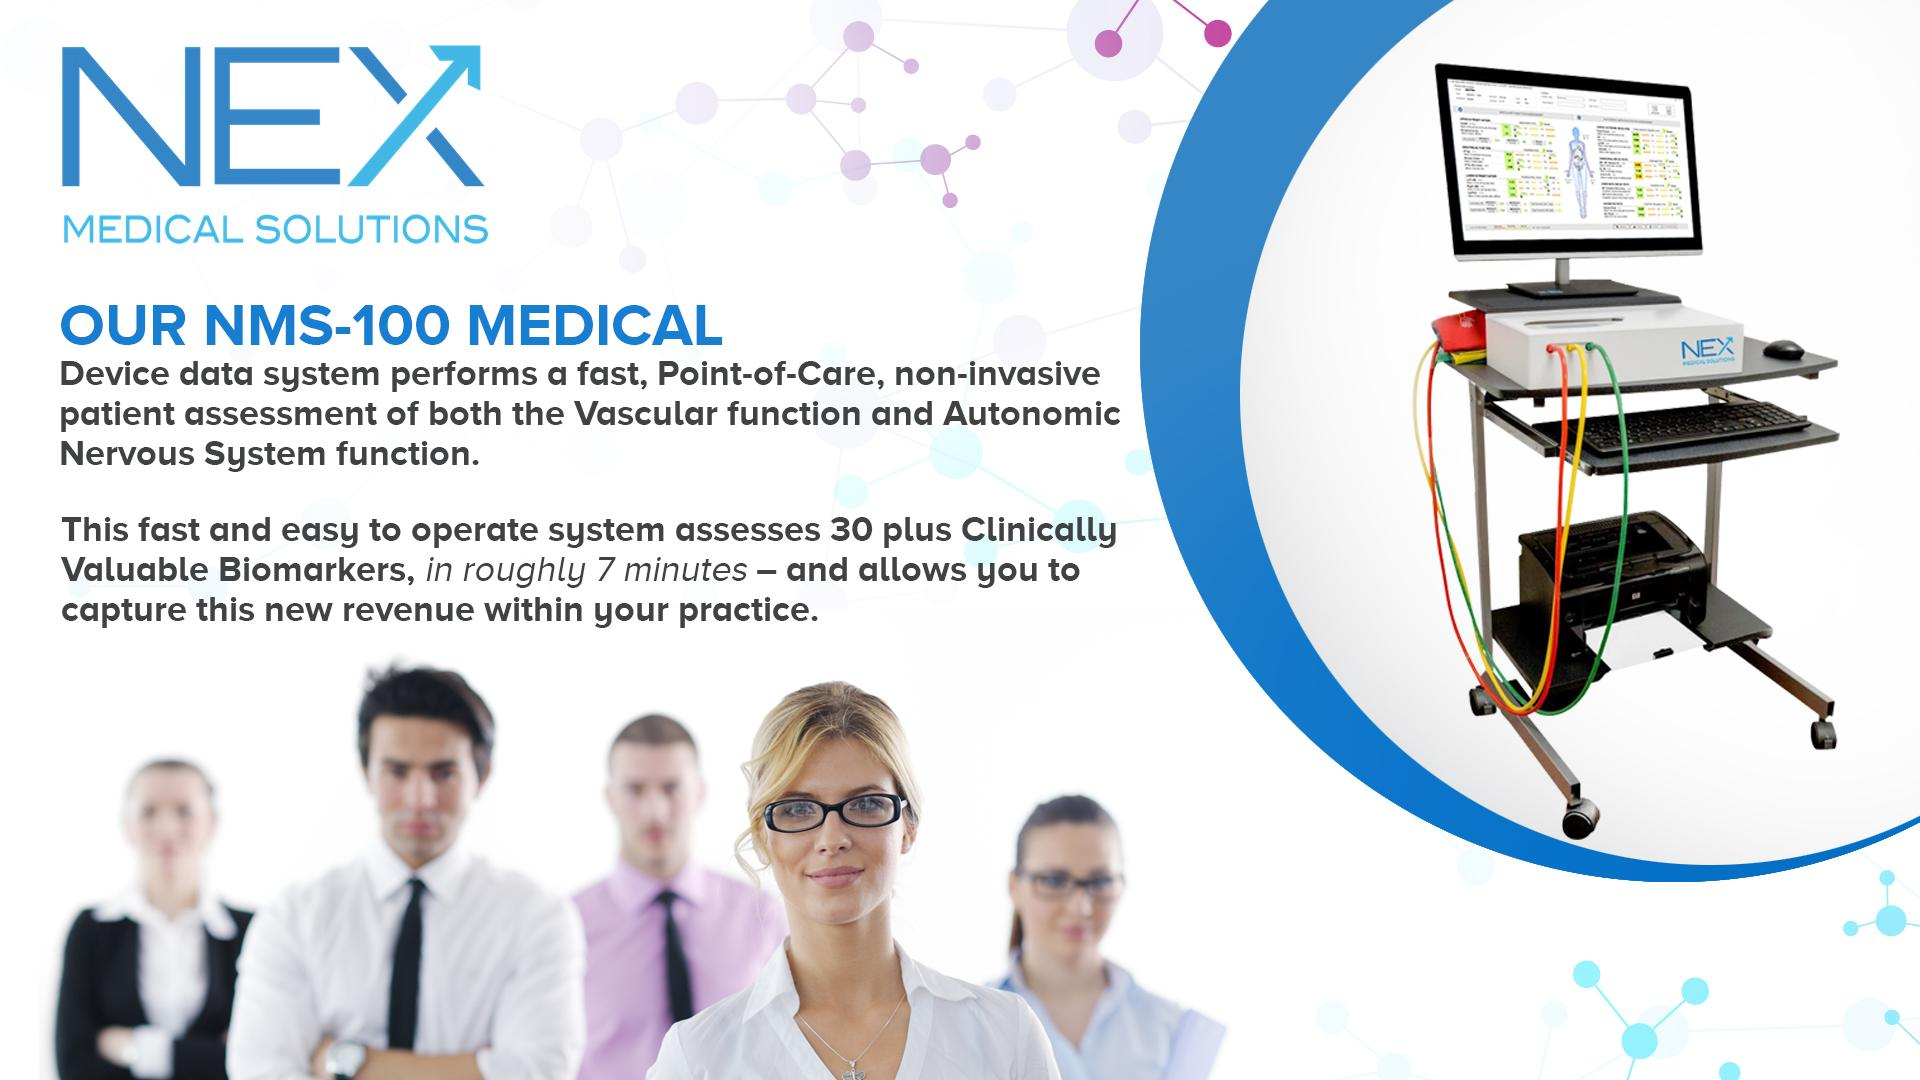 NEX
MEDICAL SOLUTIONS
OUR NMS-100 MEDICAL
Device data system performs a fast, Point-of-Care, non-invasive
patient assessment of both the Vascular function and Autonomic
Nervous System function.
This fast and easy to operate system assesses 30 plus Clinically
Valuable Biomarkers, in roughly 7 minutes – and allows you to
capture this new revenue within your practice.
NEX
MEDICAL SOLUTIONS